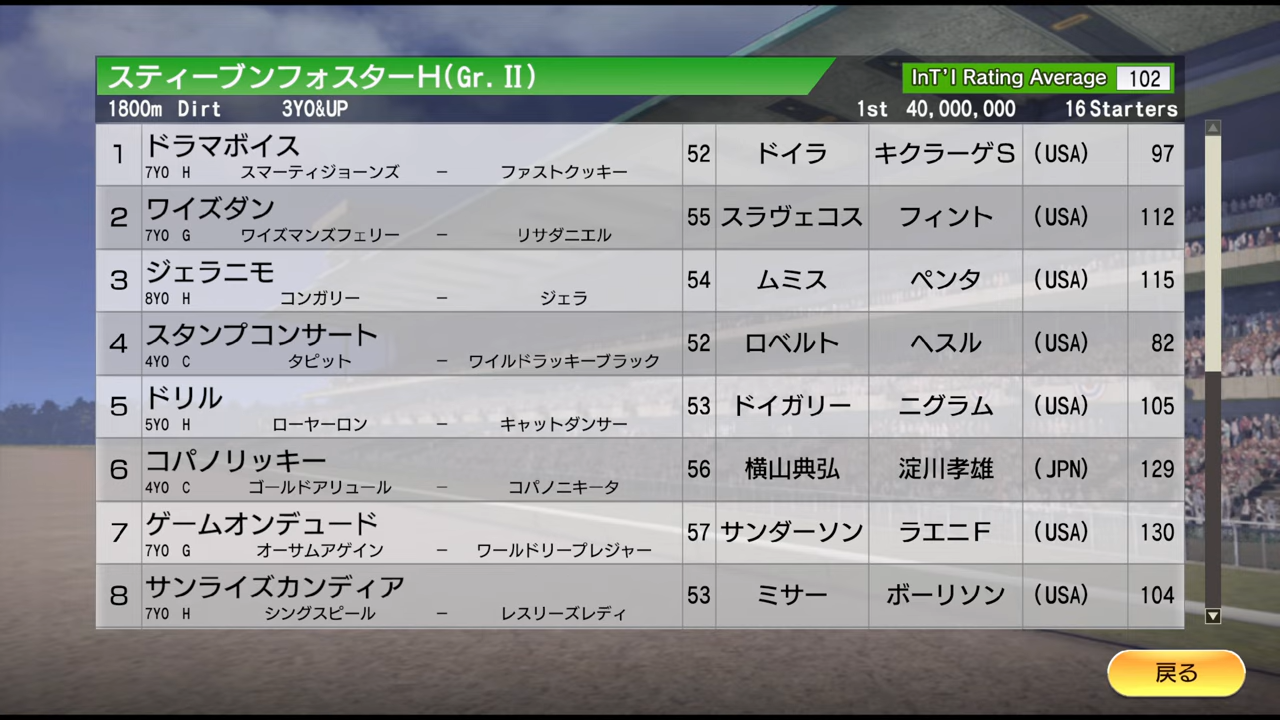 スティーブンフォスターH(Gr. II)
InT'l Rating Average 102
1800m Dirt 3YO&UP 1st 40,000,000 16Starters
1 ドラマボイス 52 ドイラ キクラーゲS (USA) 97
7YO H スマーティジョーンズ － ファストクッキー
2 ワイズダン 55 スラヴェコス フィント (USA) 112
7YO G ワイズマンズフェリー － リサダニエル
3 ジェラニモ 54 ムミス ペンタ (USA) 115
8YO H コンガリー － ジェラ
4 スタンプコンサート 52 ロベルト ヘスル (USA) 82
4YO C タピット － ワイルドラッキーブラック
5 ドリル 53 ドイガリー ニグラム (USA) 105
5YO H ローヤーロン － キャットダンサー
6 コパノリッキー 56 横山典弘 淀川孝雄 (JPN) 129
4YO C ゴールドアリュール － コパノニキータ
7 ゲームオンデュード 57 サンダーソン ラエニF (USA) 130
7YO G オーサムアゲイン － ワールドリープレジャー
8 サンライズカンディア 53 ミサー ボーリソン (USA) 104
7YO H シングスピール － レスリーズレディ
戻る